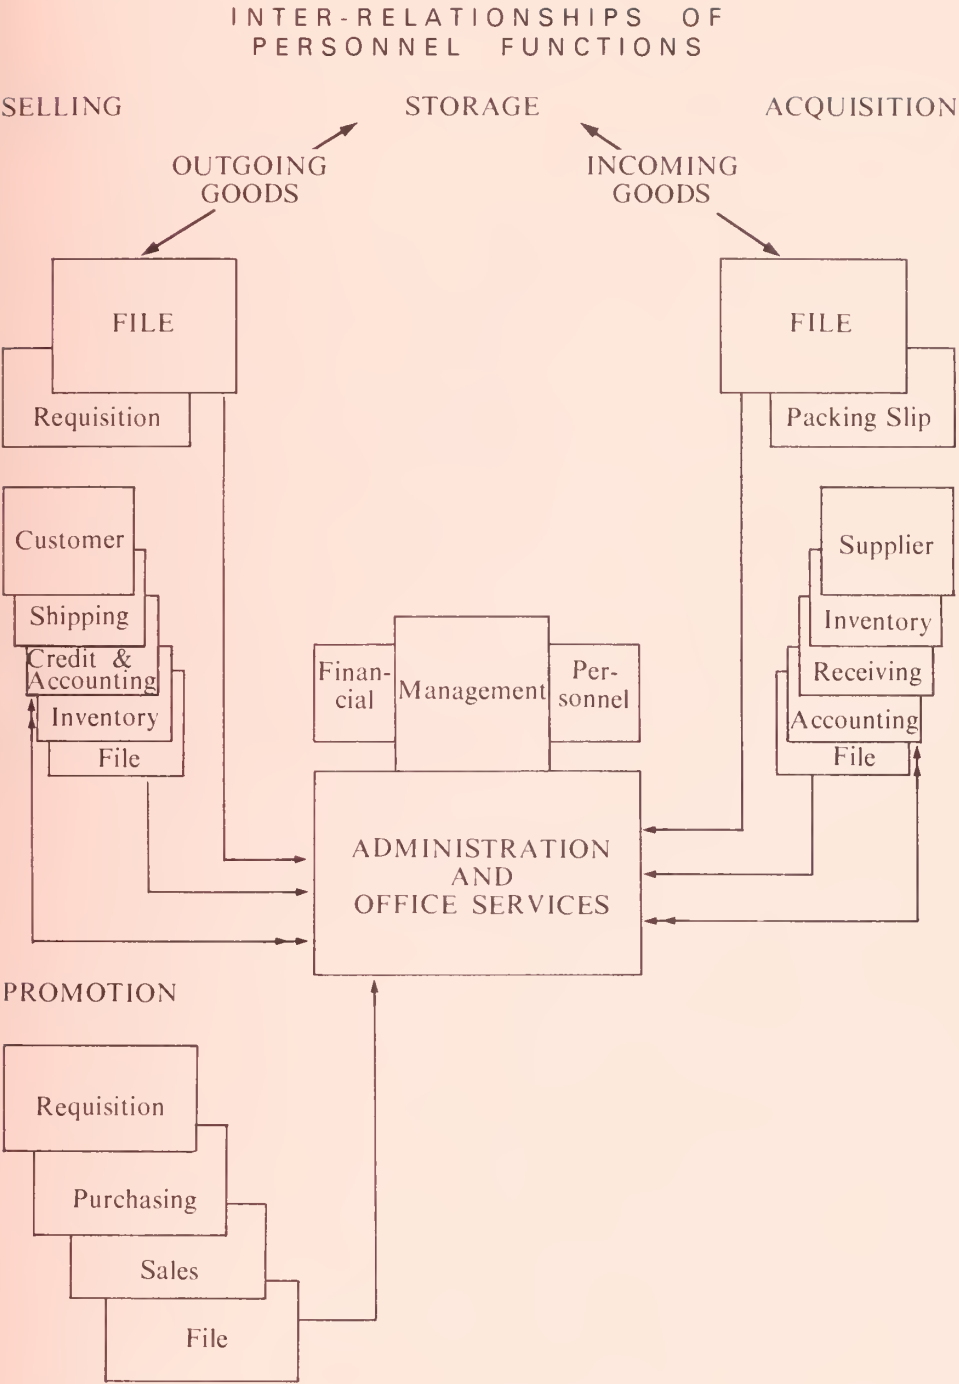 INTER-RELATIONSHIPS OF
PERSONNEL FUNCTIONS
SELLING
STORAGE
ACQUISITION
OUTGOING
GOODS
INCOMING
GOODS
FILE
Requisition
FILE
Packing Slip
Customer
Shipping
Credit &
Accounting
Inventory
File
Supplier
Inventory
Receiving
Accounting
File
Finan-
cial
Management
Per-
sonnel
ADMINISTRATION
AND
OFFICE SERVICES
PROMOTION
Requisition
Purchasing
Sales
File